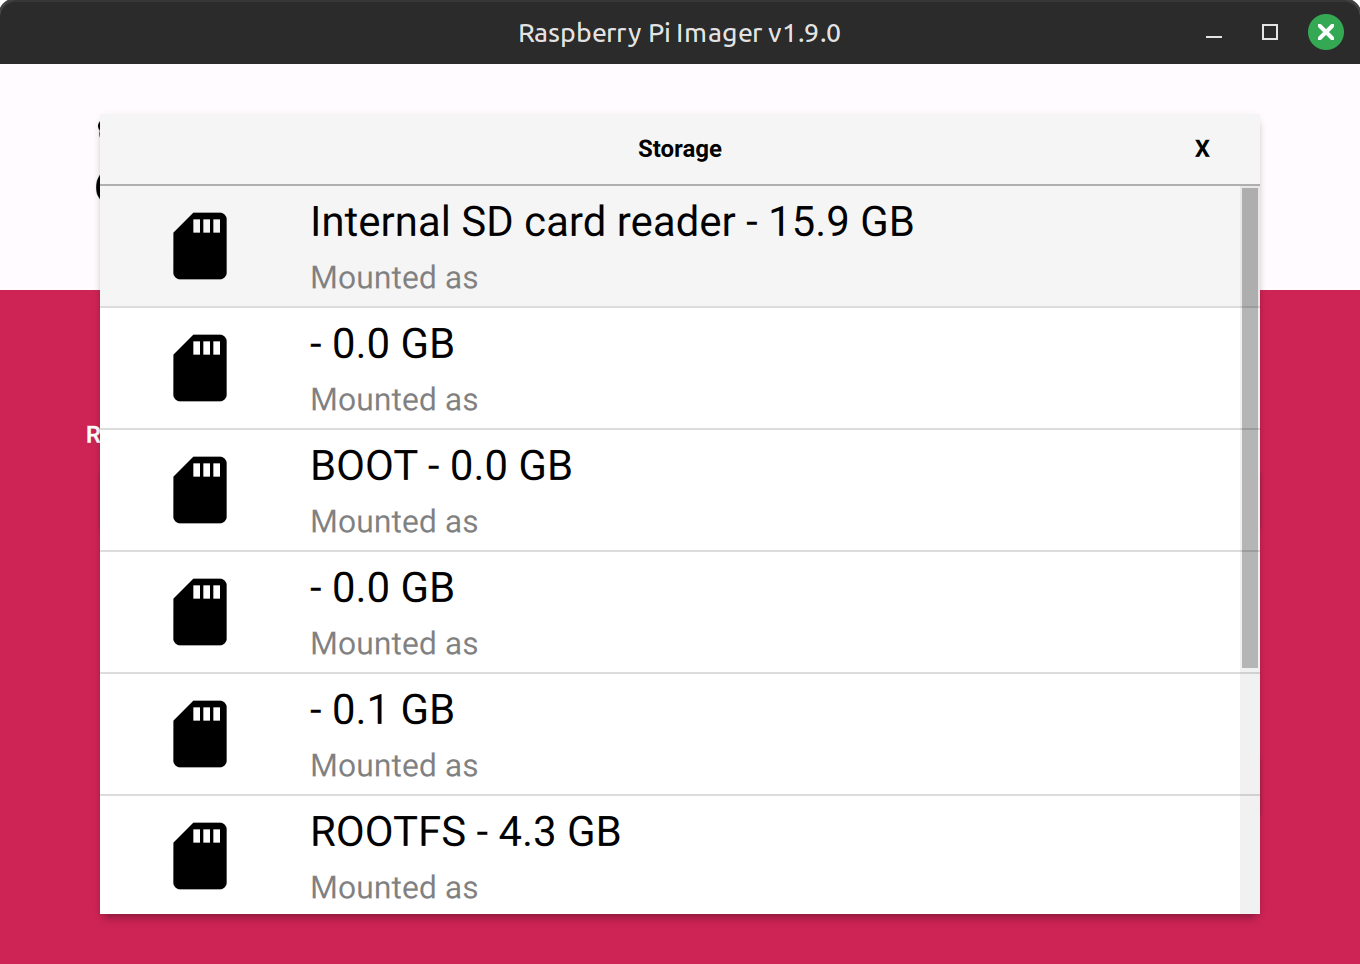 Raspberry Pi Imager v1.9.0
Storage
X
Internal SD card reader - 15.9 GB
Mounted as
- 0.0 GB
Mounted as
BOOT - 0.0 GB
Mounted as
R
- 0.0 GB
Mounted as
- 0.1 GB
Mounted as
ROOTFS - 4.3 GB
Mounted as